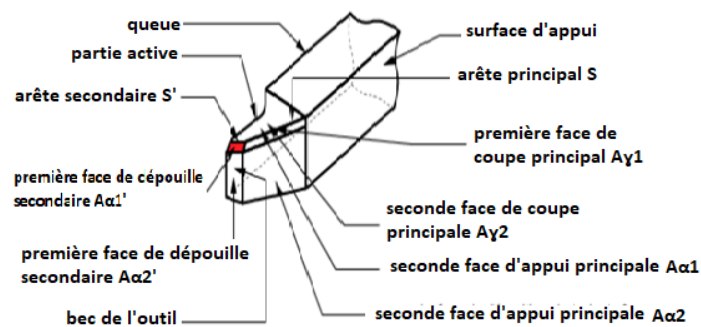 queue
partie active
arête secondaire S'
première face de cépouille
secondaire Aα1'
première face de dépouille
secondaire Aα2'
bec de l'outil
surface d'appui
arête principal S
première face de
coupe principal Aɣ1
seconde face de coupe
principale Aɣ2
seconde face d'appui principale Aα1
seconde face d'appui principale Aα2